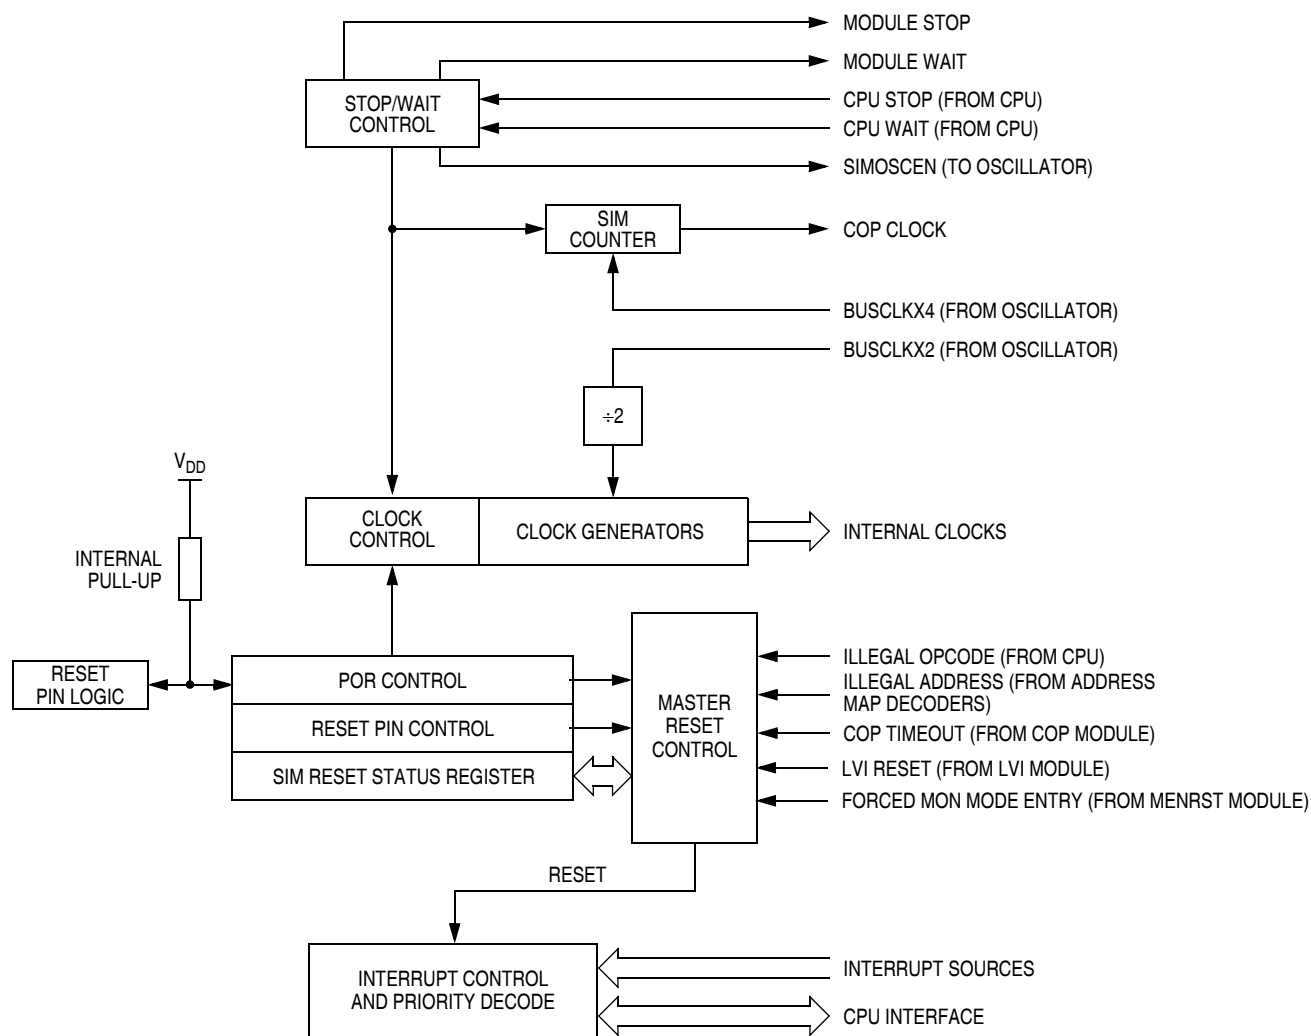 MODULE STOP
MODULE WAIT
STOP/WAIT
CONTROL
CPU STOP (FROM CPU)
CPU WAIT (FROM CPU)
SIMOSCEN (TO OSCILLATOR)
SIM
COUNTER
COP CLOCK
BUSCLKX4 (FROM OSCILLATOR)
BUSCLKX2 (FROM OSCILLATOR)
÷2
VDD
CLOCK
CONTROL
CLOCK GENERATORS
INTERNAL CLOCKS
INTERNAL
PULL-UP
RESET
PIN LOGIC
POR CONTROL
RESET PIN CONTROL
SIM RESET STATUS REGISTER
MASTER
RESET
CONTROL
ILLEGAL OPCODE (FROM CPU)
ILLEGAL ADDRESS (FROM ADDRESS
MAP DECODERS)
COP TIMEOUT (FROM COP MODULE)
LVI RESET (FROM LVI MODULE)
FORCED MON MODE ENTRY (FROM MENRST MODULE)
RESET
INTERRUPT CONTROL
AND PRIORITY DECODE
INTERRUPT SOURCES
CPU INTERFACE